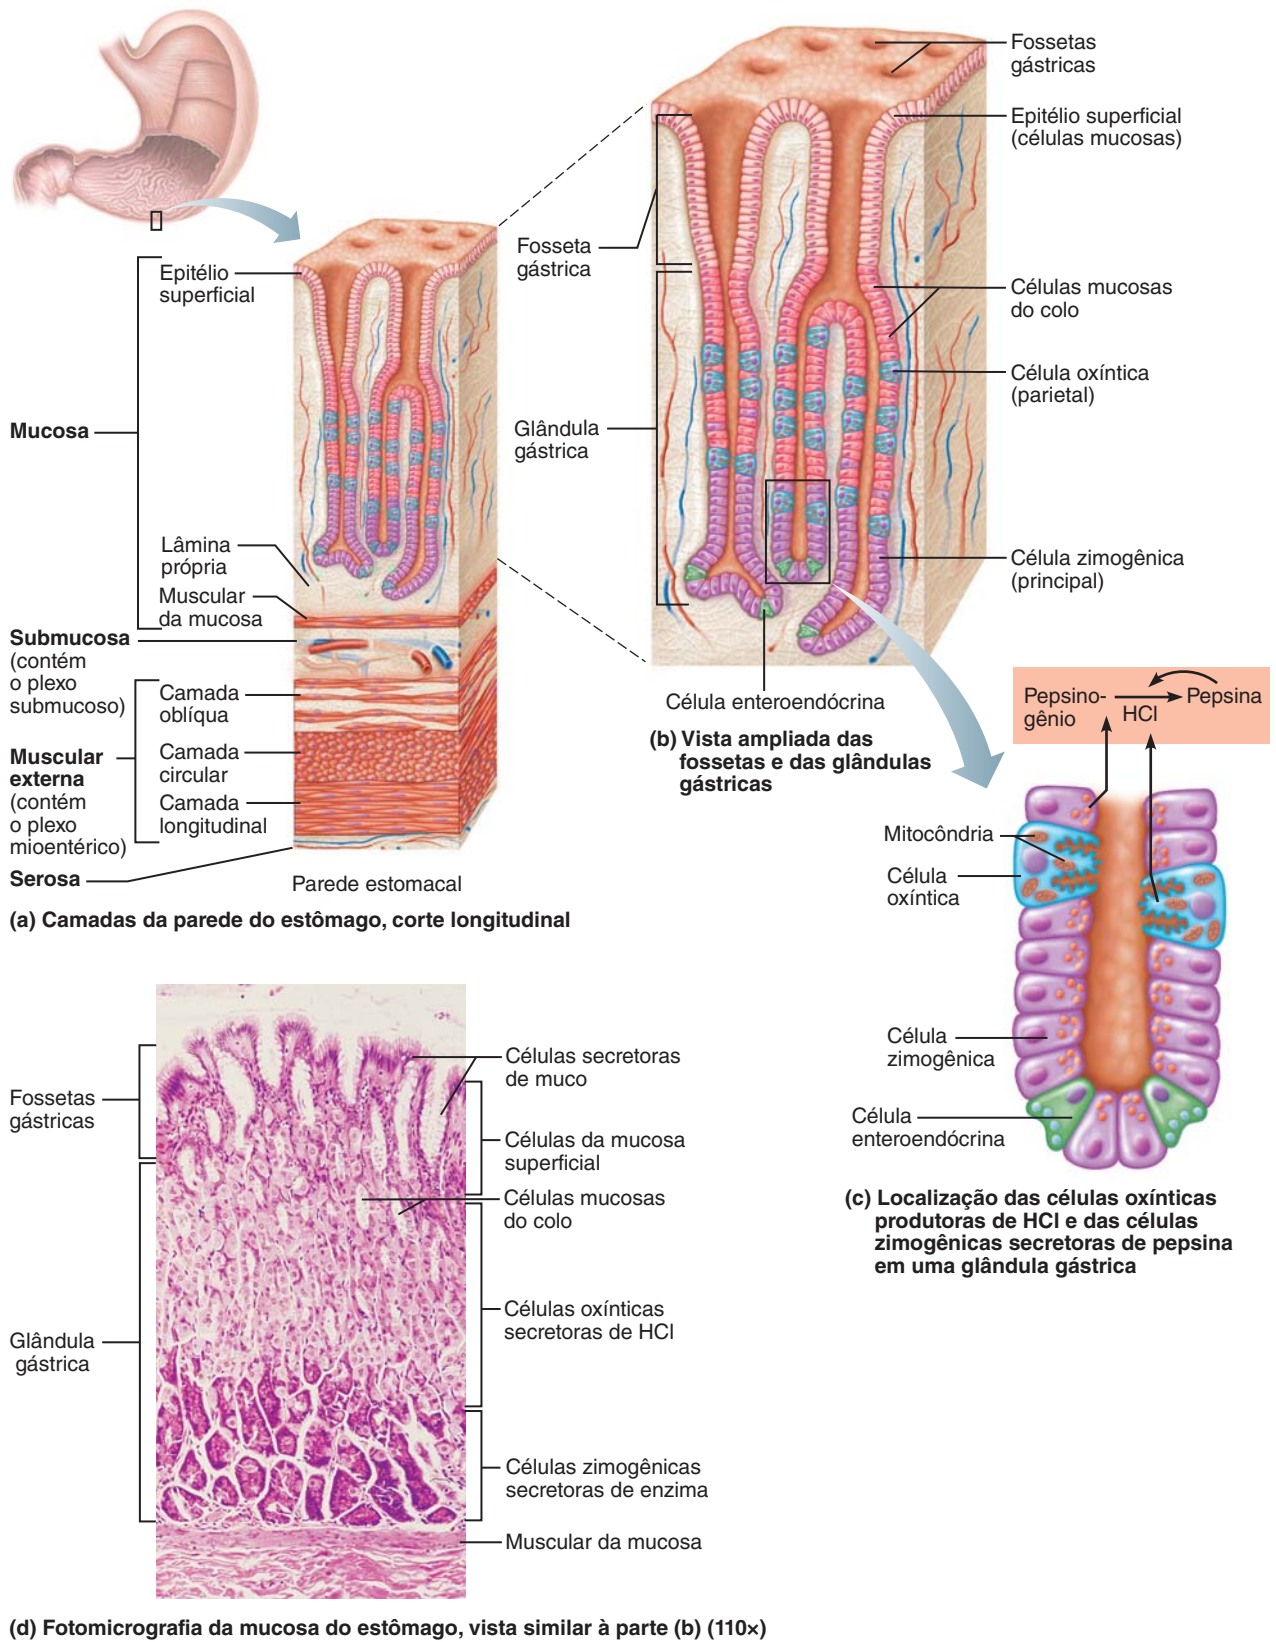 Fossetas
gástricas
Epitélio superficial
(células mucosas)
Fosseta
gástrica
Células mucosas
do colo
Célula oxíntica
(parietal)
Glândula
gástrica
Célula zimogênica
(principal)
Célula enteroendócrina
(b) Vista ampliada das
fossetas e das glândulas
gástricas
Epitélio
superficial
Mucosa
Lâmina
própria
Muscular
da mucosa
Submucosa
(contém
o plexo
submucoso)
Camada
oblíqua
Muscular
externa
(contém
o plexo
mioentérico)
Camada
circular
Camada
longitudinal
Serosa
Parede estomacal
(a) Camadas da parede do estômago, corte longitudinal
Pepsino-
gênio
HCl
Pepsina
Mitocôndria
Célula
oxíntica
Célula
zimogênica
Célula
enteroendócrina
(c) Localização das células oxínticas
produtoras de HCl e das células
zimogênicas secretoras de pepsina
em uma glândula gástrica
Fossetas
gástricas
Células secretoras
de muco
Células da mucosa
superficial
Células mucosas
do colo
Células oxínticas
secretoras de HCl
Glândula
gástrica
Células zimogênicas
secretoras de enzima
Muscular da mucosa
(d) Fotomicrografia da mucosa do estômago, vista similar à parte (b) (110×)